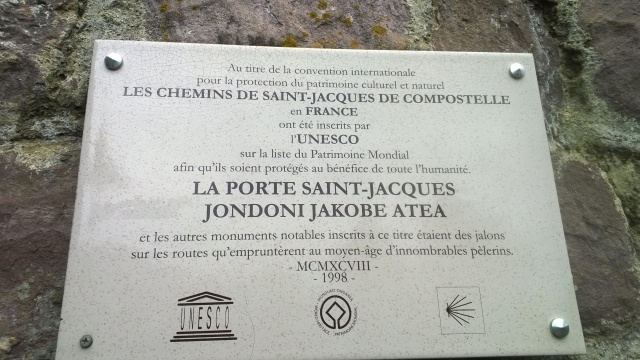 Au titre de la convention internationale
pour la protection du patrimoine culturel et naturel
LES CHEMINS DE SAINT-JACQUES DE COMPOSTELLE
en FRANCE
ont été inscrits par
l'UNESCO
sur la liste du Patrimoine Mondial
afin qu'ils soient protégés au bénéfice de toute l'humanité.
LA PORTE SAINT-JACQUES
JONDONI JAKOBE ATEA
et les autres monuments notables inscrits à ce titre étaient des jalons
sur les routes qu'empruntèrent au moyen-âge d'innombrables pèlerins.
- MCMXCVIII -
- 1998 -
UNESCO